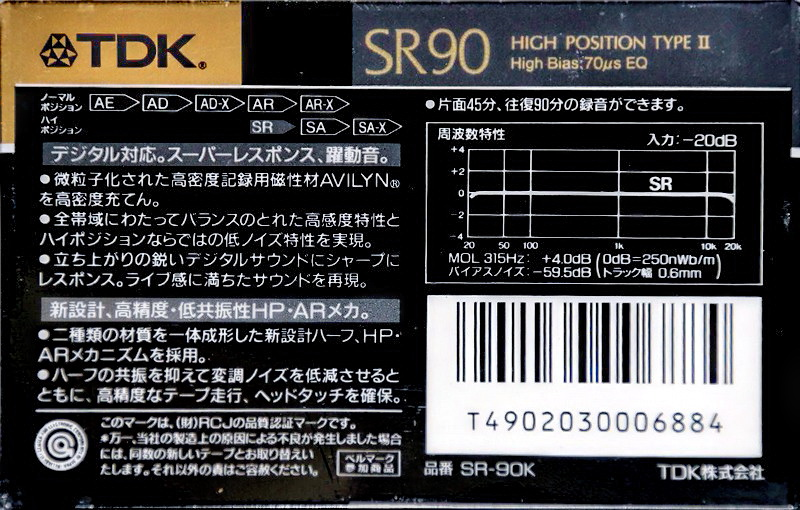 TDK.
SR90 HIGH POSITION TYPE II
High Bias:70μs EQ
ノーマルポジション AE AD AD-X AR AR-X
ハイポジション SR SA SA-X
デジタル対応。スーパーレスポンス、躍動音。
●微粒子化された高密度記録用磁性材AVILYN®
を高密度充てん。
●全帯域にわたってバランスのとれた高感度特性と
ハイポジションならではの低ノイズ特性を実現。
●立ち上がりの鋭いデジタルサウンドにシャープに
レスポンス。ライブ感に満ちたサウンドを再現。
新設計、高精度・低共振性HP・ARメカ。
●二種類の材質を一体成形した新設計ハーフ、HP・
ARメカニズムを採用。
●ハーフの共振を抑えて変調ノイズを低減させると
ともに、高精度なテープ走行、ヘッドタッチを確保。
このマークは、(財)RCJの品質認証マークです。
*万一、当社の製造上の原因による不良が発生しました場合
には、同数の新しいテープとお取り替えい
たします。それ以外の責はご容赦ください。
ベルマーク
参加商品
●片面45分、往復90分の録音ができます。
周波数特性 入力:−20dB
+4
+2
0
−2
−4
SR
20 50 100 1k 10k 20k
MOL 315Hz: +4.0dB (0dB=250nWb/m)
バイアスノイズ: −59.5dB (トラック幅 0.6mm)
T4902030006884
品番 SR-90K TDK株式会社